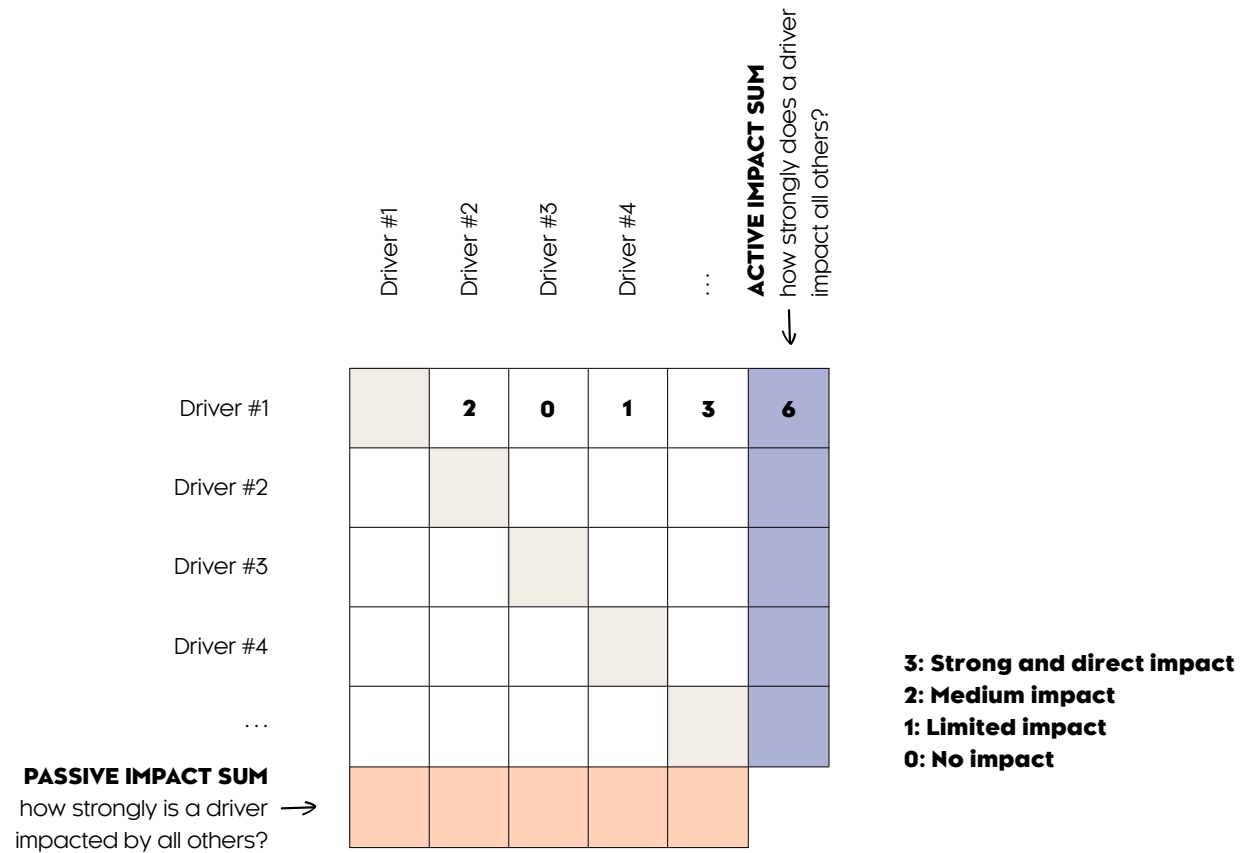 ACTIVE IMPACT SUM
how strongly does a driver
impact all others?
Driver #1
Driver #2
Driver #3
Driver #4
...
Driver #1
2
0
1
3
6
Driver #2
Driver #3
Driver #4
...
PASSIVE IMPACT SUM
how strongly is a driver
impacted by all others?
3: Strong and direct impact
2: Medium impact
1: Limited impact
0: No impact